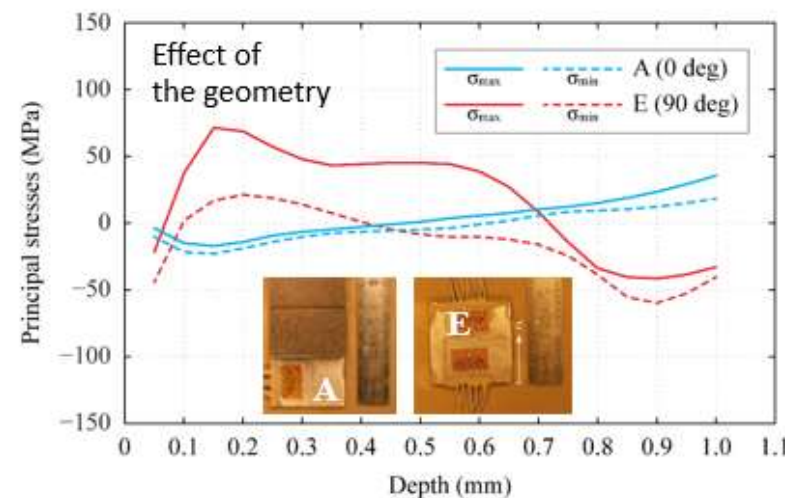 150
100
50
0
−50
−100
−150
Principal stresses (MPa)
Effect of
the geometry
σmax σmin A (0 deg)
σmax σmin E (90 deg)
A
E
0 0.1 0.2 0.3 0.4 0.5 0.6 0.7 0.8 0.9 1.0 1.1
Depth (mm)